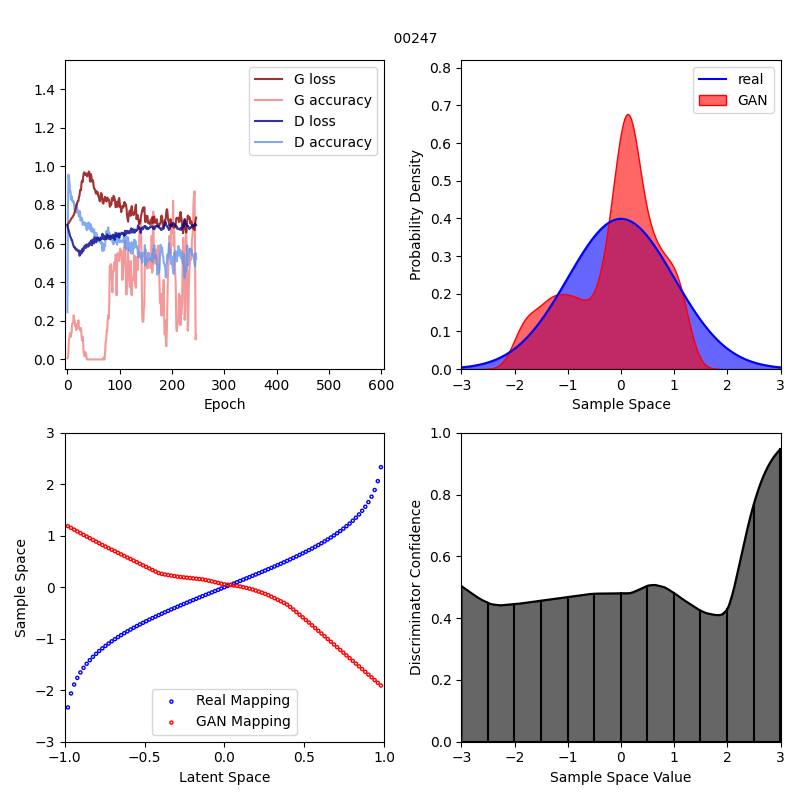 00247
G loss
G accuracy
D loss
D accuracy
1.4
1.2
1.0
0.8
0.6
0.4
0.2
0.0
0 100 200 300 400 500 600
Epoch
real
GAN
Probability Density
0.8
0.7
0.6
0.5
0.4
0.3
0.2
0.1
0.0
−3 −2 −1 0 1 2 3
Sample Space
Sample Space
3
2
1
0
−1
−2
−3
Real Mapping
GAN Mapping
−1.0 −0.5 0.0 0.5 1.0
Latent Space
Discriminator Confidence
1.0
0.8
0.6
0.4
0.2
0.0
−3 −2 −1 0 1 2 3
Sample Space Value